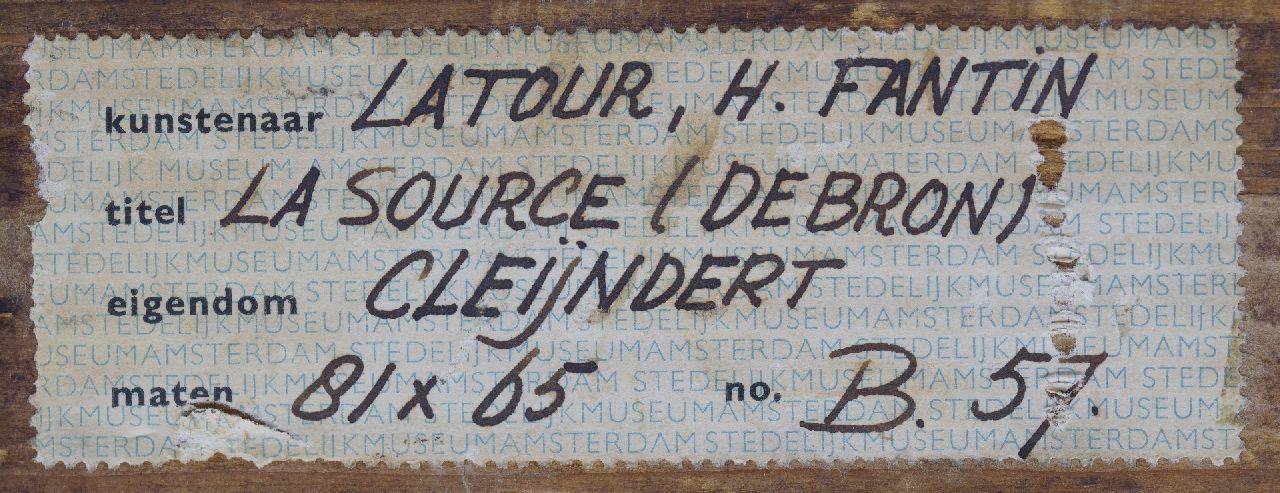 kunstenaar LATOUR, H. FANTIN
titel LA SOURCE (DE BRON)
eigendom CLEIJNDERT
maten 81 x 65 no. B. 57.